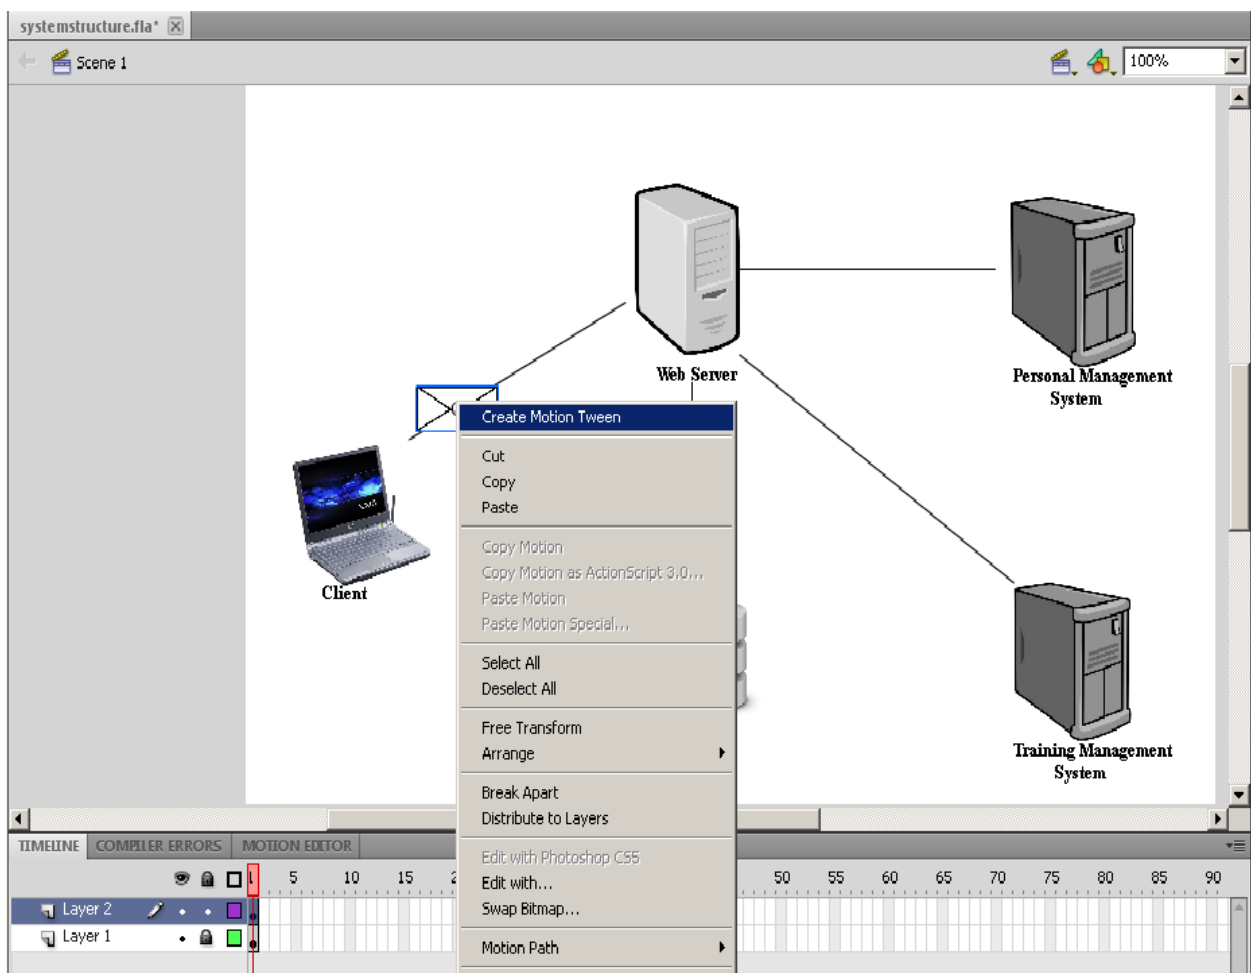 systemstructure.fla*
Scene 1
100%
Web Server
Personal Management
System
Client
Training Management
System
Create Motion Tween
Cut
Copy
Paste
Copy Motion
Copy Motion as ActionScript 3.0...
Paste Motion
Paste Motion Special...
Select All
Deselect All
Free Transform
Arrange
Break Apart
Distribute to Layers
Edit with Photoshop CS5
Edit with...
Swap Bitmap...
Motion Path
TIMELINE COMPILER ERRORS MOTION EDITOR
1 5 10 15 2 50 55 60 65 70 75 80 85 90
Layer 2
Layer 1